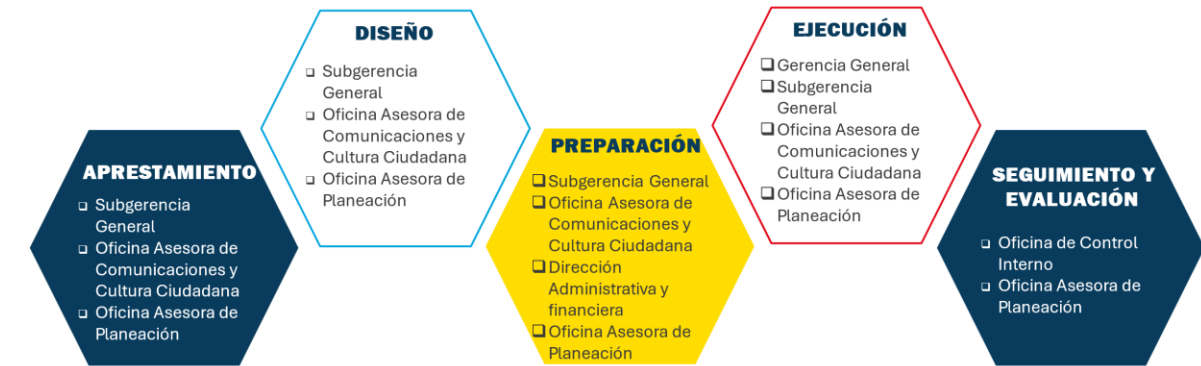 APRESTAMIENTO
❑ Subgerencia
General
❑ Oficina Asesora de
Comunicaciones y
Cultura Ciudadana
❑ Oficina Asesora de
Planeación
DISEÑO
❑ Subgerencia
General
❑ Oficina Asesora de
Comunicaciones y
Cultura Ciudadana
❑ Oficina Asesora de
Planeación
PREPARACIÓN
❑ Subgerencia General
❑ Oficina Asesora de
Comunicaciones y
Cultura Ciudadana
❑ Dirección
Administrativa y
financiera
❑ Oficina Asesora de
Planeación
EJECUCIÓN
❑ Gerencia General
❑ Subgerencia
General
❑ Oficina Asesora de
Comunicaciones y
Cultura Ciudadana
❑ Oficina Asesora de
Planeación
SEGUIMIENTO Y
EVALUACIÓN
❑ Oficina de Control
Interno
❑ Oficina Asesora de
Planeación